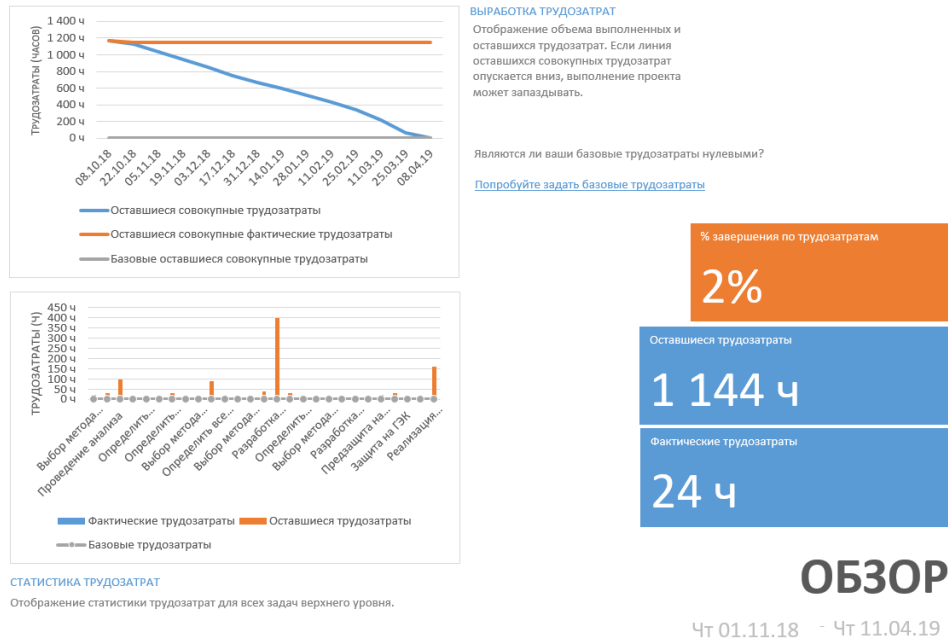 1 400 ч
1 200 ч
1 000 ч
800 ч
600 ч
400 ч
200 ч
0 ч
ТРУДОЗАТРАТЫ (ЧАСОВ)
08.10.18
22.10.18
05.11.18
19.11.18
03.12.18
17.12.18
31.12.18
14.01.19
28.01.19
11.02.19
25.02.19
11.03.19
25.03.19
08.04.19
Оставшиеся совокупные трудозатраты
Оставшиеся совокупные фактические трудозатраты
Базовые оставшиеся совокупные трудозатраты
ВЫРАБОТКА ТРУДОЗАТРАТ
Отображение объема выполненных и
оставшихся трудозатрат. Если линия
оставшихся совокупных трудозатрат
опускается вниз, выполнение проекта
может запаздывать.
Являются ли ваши базовые трудозатраты нулевыми?
Попробуйте задать базовые трудозатраты
% завершения по трудозатратам
2%
Оставшиеся трудозатраты
1 144 ч
Фактические трудозатраты
24 ч
450 ч
400 ч
350 ч
300 ч
250 ч
200 ч
150 ч
100 ч
50 ч
0 ч
ТРУДОЗАТРАТЫ (Ч)
Выбор метода...
Проведение анализа
Определить...
Определить...
Выбор метода...
Определить все...
Выбор метода...
Разработка...
Определить...
Выбор метода...
Разработка...
Предзащита на...
Защита на ГЭК
Реализация...
Фактические трудозатраты
Оставшиеся трудозатраты
Базовые трудозатраты
СТАТИСТИКА ТРУДОЗАТРАТ
Отображение статистики трудозатрат для всех задач верхнего уровня.
ОБЗОР
Чт 01.11.18 - Чт 11.04.19